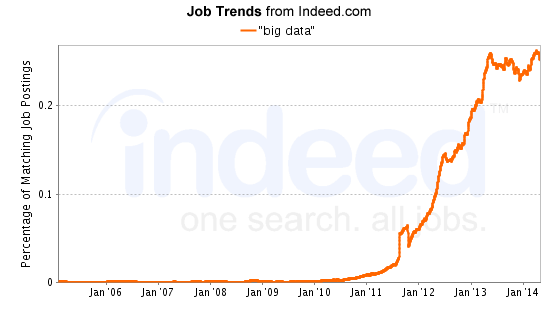 Job Trends from Indeed.com
"big data"
Percentage of Matching Job Postings
0.2
0.1
0
indeed™
one search. all jobs.
Jan '06 Jan '07 Jan '08 Jan '09 Jan '10 Jan '11 Jan '12 Jan '13 Jan '14